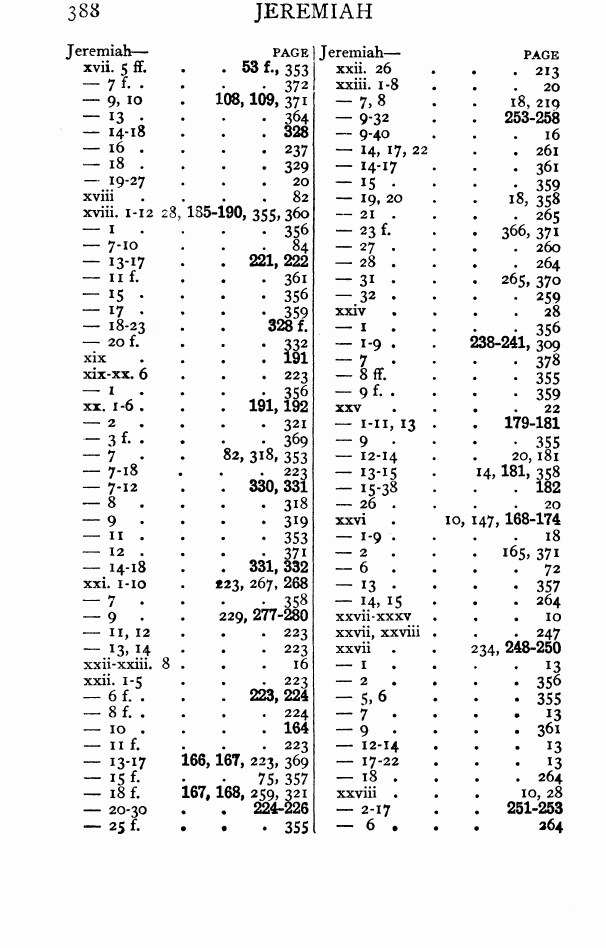 388 JEREMIAH
Jeremiah— PAGE
xvii. 5 ff. . . 53 f., 353
— 7 f. . . . . 372
— 9, 10 . 108, 109, 371
— 13 . . . . 364
— 14-18 . . . 328
— 16 . . . . 237
— 18 . . . . 329
— 19-27 . . . 20
xviii . . . . 82
xviii. 1-12 28, 185-190, 355, 360
— 1 . . . . 356
— 7-10 . . . 84
— 13-17 . . 221, 222
— 11 f. . . . 361
— 15 . . . . 356
— 17 . . . . 359
— 18-23 . . 328 f.
— 20 f. . . . 332
xix . . . . 191
xix-xx. 6 . . . 223
— 1 . . . . 356
xx. 1-6 . . . 191, 192
— 2 . . . . 321
— 3 f. . . . . 369
— 7 . . 82, 318, 353
— 7-18 . . . 223
— 7-12 . . 330, 331
— 8 . . . . 318
— 9 . . . . 319
— 11 . . . . 353
— 12 . . . . 371
— 14-18 . . 331, 332
xxi. 1-10 . 223, 267, 268
— 7 . . . . 358
— 9 . . 229, 277-280
— 11, 12 . . . 223
— 13, 14 . . . 223
xxii-xxiii. 8 . . . 16
xxii. 1-5 . . . 223
— 6 f. . . . 223, 224
— 8 f. . . . . 224
— 10 . . . . 164
— 11 f. . . . 223
— 13-17 166, 167, 223, 369
— 15 f. . . 75, 357
— 18 f. 167, 168, 259, 321
— 20-30 . . 224-226
— 25 f. . . . 355
Jeremiah— PAGE
xxii. 26 . . . 213
xxiii. 1-8 . . . 20
— 7, 8 . . 18, 219
— 9-32 . . 253-258
— 9-40 . . . 16
— 14, 17, 22 . . 261
— 14-17 . . . 361
— 15 . . . . 359
— 19, 20 . . 18, 358
— 21 . . . . 265
— 23 f. . . 366, 371
— 27 . . . . 260
— 28 . . . . 264
— 31 . . . 265, 370
— 32 . . . . 259
xxiv . . . . 28
— 1 . . . . 356
— 1-9 . . 238-241, 309
— 7 . . . . 378
— 8 ff. . . . 355
— 9 f. . . . . 359
xxv . . . . 22
— 1-11, 13 . . 179-181
— 9 . . . . 355
— 12-14 . . 20, 181
— 13-15 . 14, 181, 358
— 15-38 . . . 182
— 26 . . . . 20
xxvi . 10, 147, 168-174
— 1-9 . . . . 18
— 2 . . . 165, 371
— 6 . . . . 72
— 13 . . . . 357
— 14, 15 . . . 264
xxvii-xxxv . . . 10
xxvii, xxviii . . . 247
xxvii . . 234, 248-250
— 1 . . . . 13
— 2 . . . . 356
— 5, 6 . . . 355
— 7 . . . . 13
— 9 . . . . 361
— 12-14 . . . 13
— 17-22 . . . 13
— 18 . . . . 264
xxviii . . . 10, 28
— 2-17 . . 251-253
— 6 . . . . 264